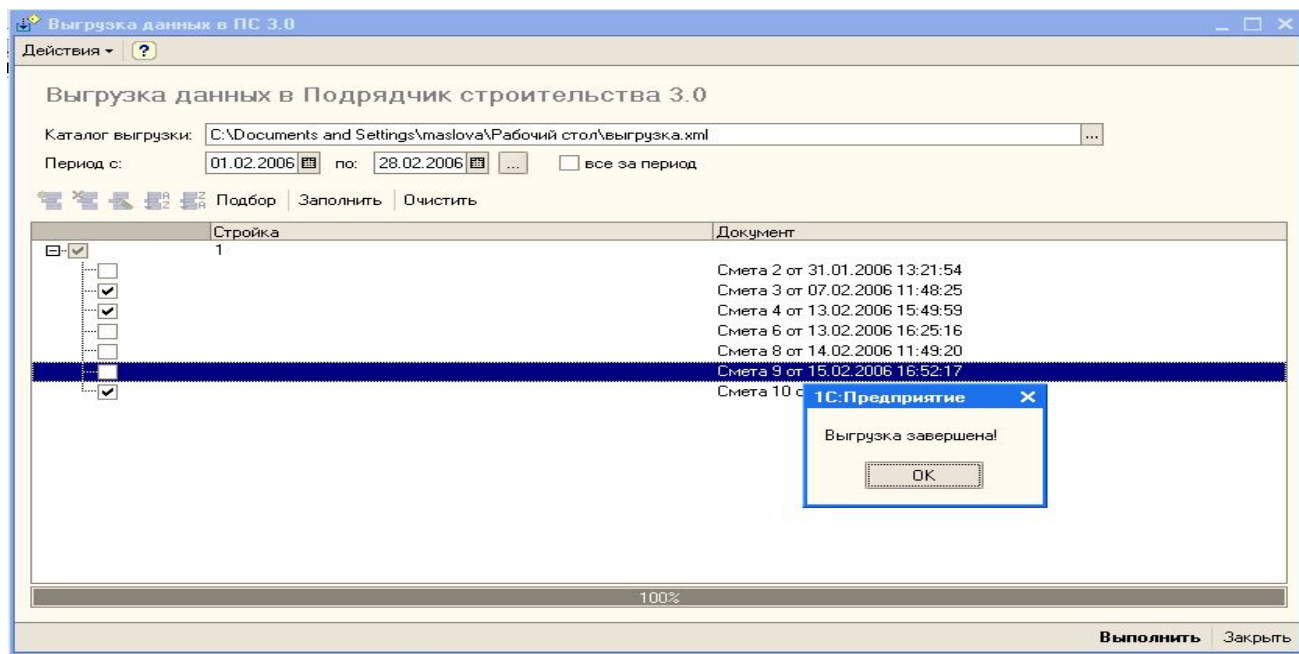 Выгрузка данных в ПС 3.0
Действия ?
Выгрузка данных в Подрядчик строительства 3.0
Каталог выгрузки: C:\Documents and Settings\maslova\Рабочий стол\выгрузка.xml ...
Период с: 01.02.2006 по: 28.02.2006 ... все за период
Подбор Заполнить Очистить
Стройка Документ
1
Смета 2 от 31.01.2006 13:21:54
Смета 3 от 07.02.2006 11:48:25
Смета 4 от 13.02.2006 15:49:59
Смета 6 от 13.02.2006 16:25:16
Смета 8 от 14.02.2006 11:49:20
Смета 9 от 15.02.2006 16:52:17
Смета 10
1С:Предприятие
Выгрузка завершена!
OK
100%
Выполнить Закрыть